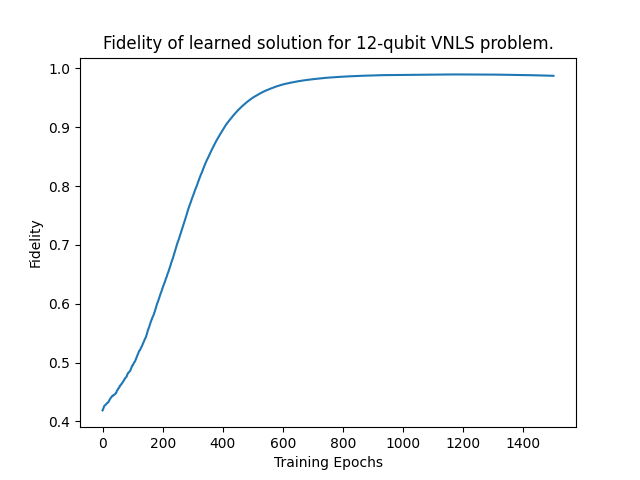 Fidelity of learned solution for 12-qubit VNLS problem.
1.0
0.9
0.8
0.7
0.6
0.5
0.4
Fidelity
0 200 400 600 800 1000 1200 1400
Training Epochs